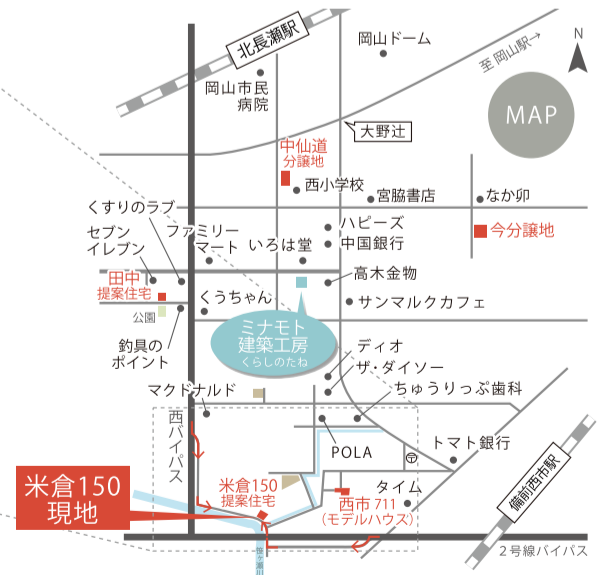 北長瀬駅
岡山ドーム
至 岡山駅→
N
MAP
岡山市民
病院
大野辻
中仙道
分譲地
西小学校
宮脇書店
なか卯
今分譲地
くすりのラブ
セブン
イレブン
ファミリー
マート
いろは堂
ハピーズ
中国銀行
田中
提案住宅
高木金物
くうちゃん
サンマルクカフェ
公園
釣具の
ポイント
ミナモト
建築工房
くらしのたね
ディオ
ザ・ダイソー
マクドナルド
ちゅうりっぷ歯科
西バイパス
POLA
トマト銀行
備前西市駅
米倉150
現地
米倉150
提案住宅
西市 711
(モデルハウス)
タイム
笹ヶ瀬川
2号線バイパス